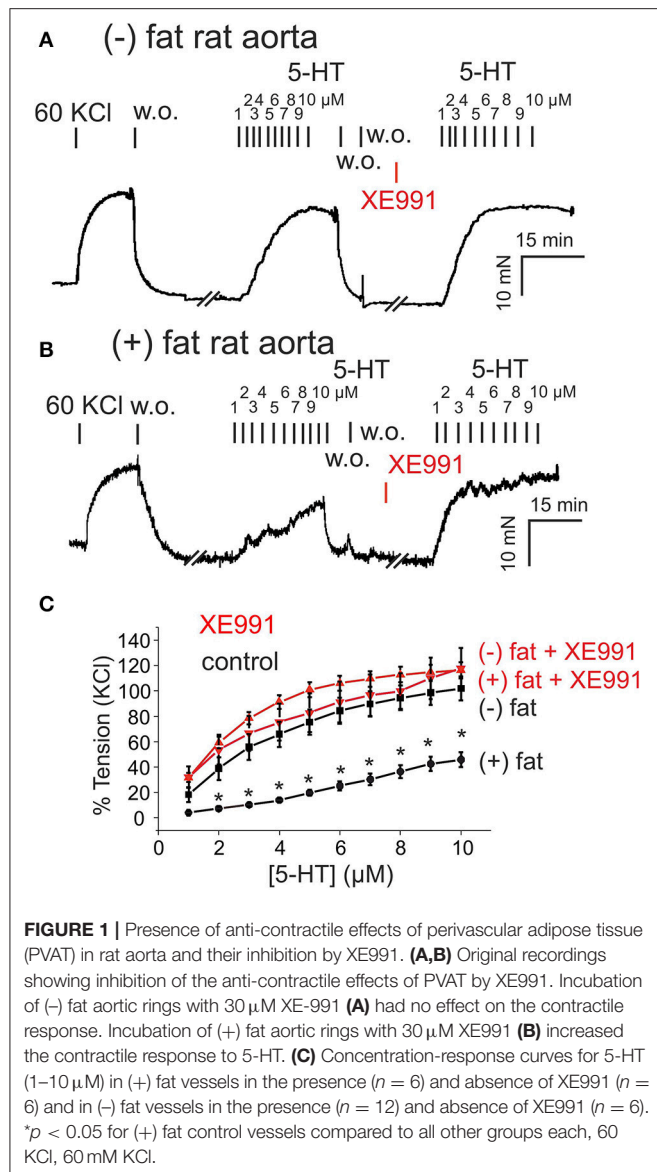 A (-) fat rat aorta
5-HT 5-HT
60 KCl w.o. 1 2 3 4 5 6 7 8 9 10 µM 1 2 3 4 5 6 7 8 9 10 µM
w.o.
w.o.
XE991
15 min
10 mN
B (+) fat rat aorta
5-HT 5-HT
60 KCl w.o. 1 2 3 4 5 6 7 8 9 10 µM 1 2 3 4 5 6 7 8 9 10 µM
w.o.
w.o.
XE991
15 min
10 mN
C
XE991
control
% Tension (KCl)
140
120
100
80
60
40
20
0
(-) fat + XE991
(+) fat + XE991
(-) fat
(+) fat
* * * * * * * * *
0 2 4 6 8 10
[5-HT] (µM)
FIGURE 1 | Presence of anti-contractile effects of perivascular adipose tissue
(PVAT) in rat aorta and their inhibition by XE991. (A,B) Original recordings
showing inhibition of the anti-contractile effects of PVAT by XE991. Incubation
of (–) fat aortic rings with 30 µM XE-991 (A) had no effect on the contractile
response. Incubation of (+) fat aortic rings with 30 µM XE991 (B) increased
the contractile response to 5-HT. (C) Concentration-response curves for 5-HT
(1–10 µM) in (+) fat vessels in the presence (n = 6) and absence of XE991 (n =
6) and in (–) fat vessels in the presence (n = 12) and absence of XE991 (n = 6).
*p < 0.05 for (+) fat control vessels compared to all other groups each, 60
KCl, 60 mM KCl.